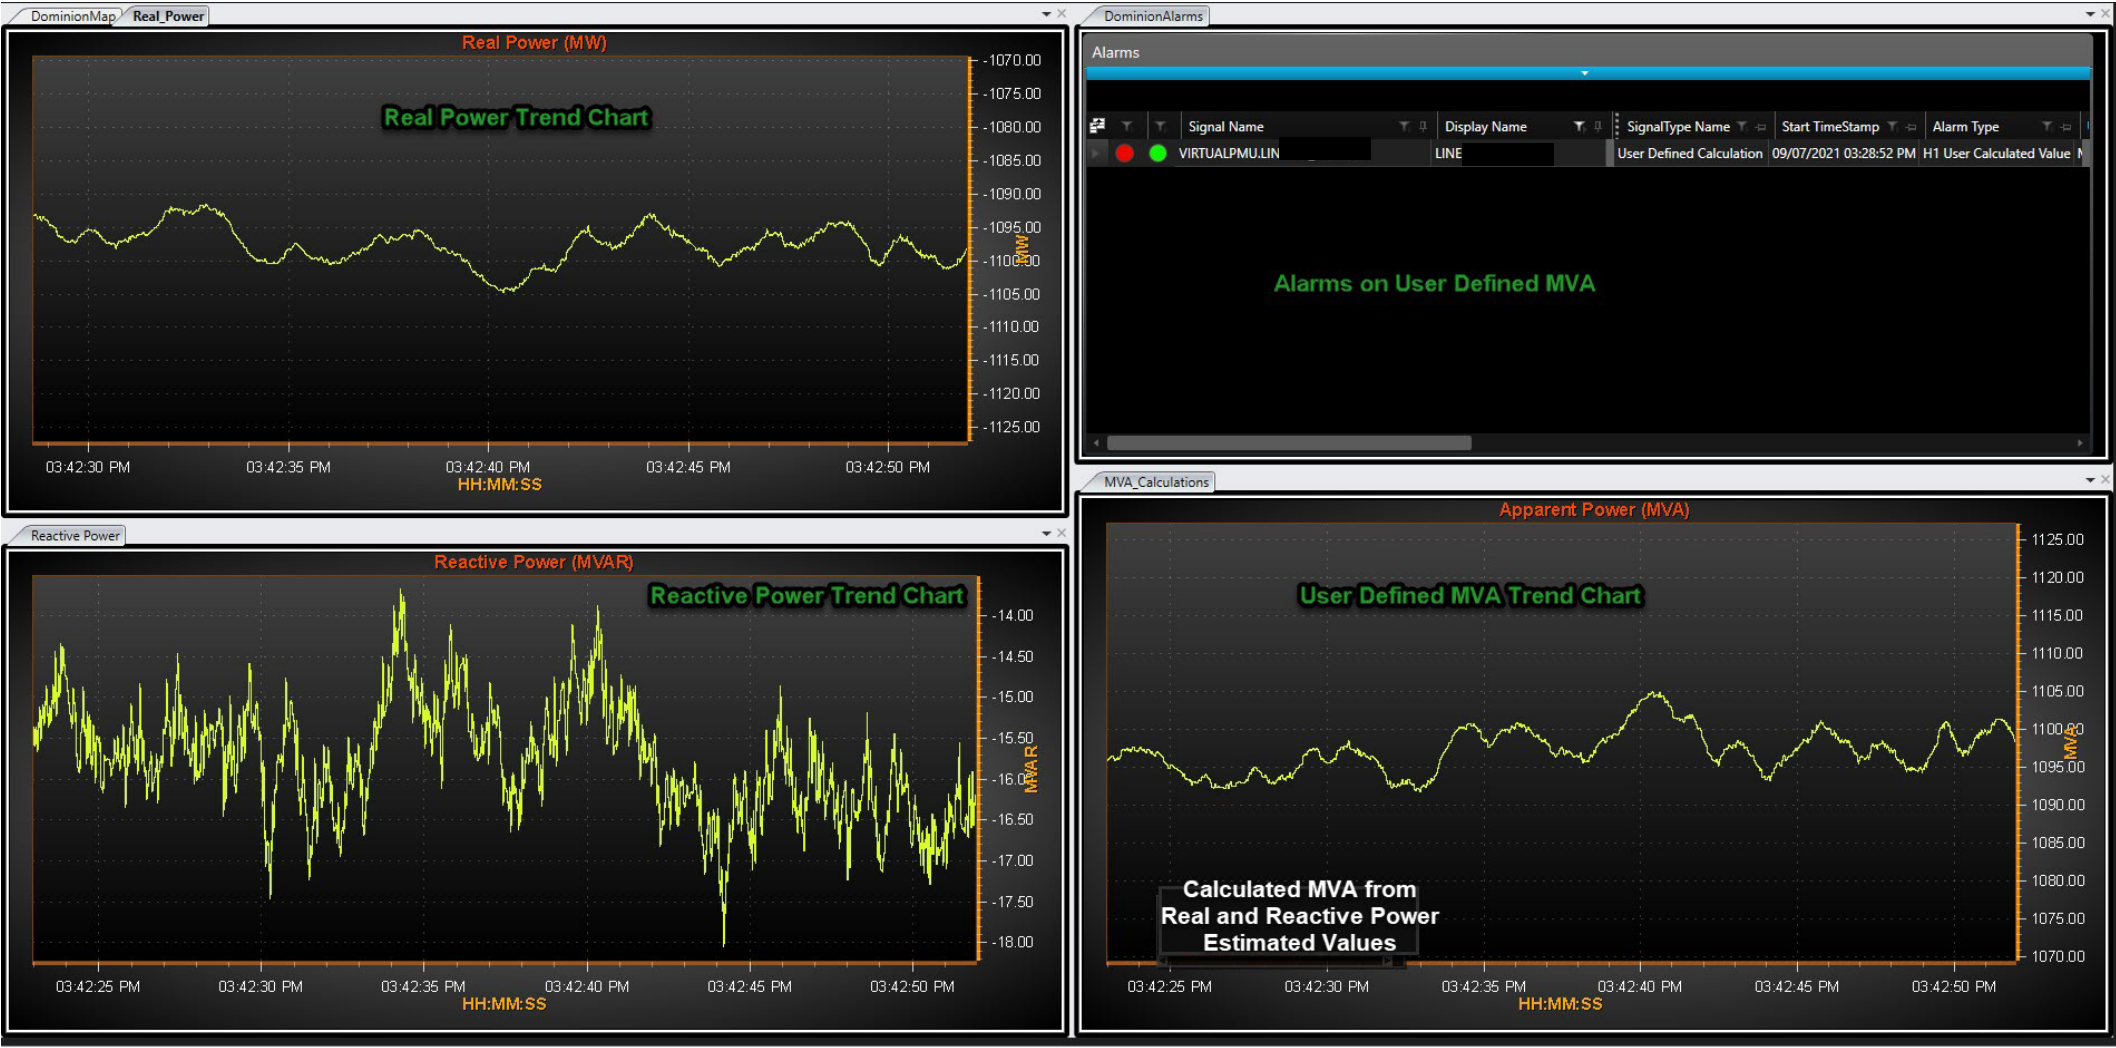 DominionMap Real_Power
Real Power (MW)
Real Power Trend Chart
-1070.00
-1075.00
-1080.00
-1085.00
-1090.00
-1095.00
-1100.00
-1105.00
-1110.00
-1115.00
-1120.00
-1125.00
MW
03:42:30 PM 03:42:35 PM 03:42:40 PM 03:42:45 PM 03:42:50 PM
HH:MM:SS
DominionAlarms
Alarms
Signal Name Display Name SignalType Name Start TimeStamp Alarm Type
VIRTUALPMU.LIN LINE User Defined Calculation 09/07/2021 03:28:52 PM H1 User Calculated Value
Alarms on User Defined MVA
Reactive Power
Reactive Power (MVAR)
Reactive Power Trend Chart
-14.00
-14.50
-15.00
-15.50
-16.00
-16.50
-17.00
-17.50
-18.00
MVAR
03:42:25 PM 03:42:30 PM 03:42:35 PM 03:42:40 PM 03:42:45 PM 03:42:50 PM
HH:MM:SS
MVA_Calculations
Apparent Power (MVA)
User Defined MVA Trend Chart
1125.00
1120.00
1115.00
1110.00
1105.00
1100.00
1095.00
1090.00
1085.00
1080.00
1075.00
1070.00
MVA
Calculated MVA from
Real and Reactive Power
Estimated Values
03:42:25 PM 03:42:30 PM 03:42:35 PM 03:42:40 PM 03:42:45 PM 03:42:50 PM
HH:MM:SS